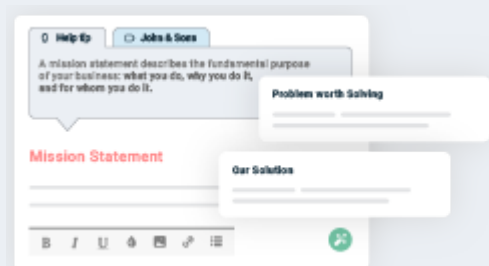 Help tip
John & Sons
A mission statement describes the fundamental purpose
of your business: what you do, why you do it,
and for whom you do it.
Problem worth Solving
Mission Statement
Our Solution
B I U